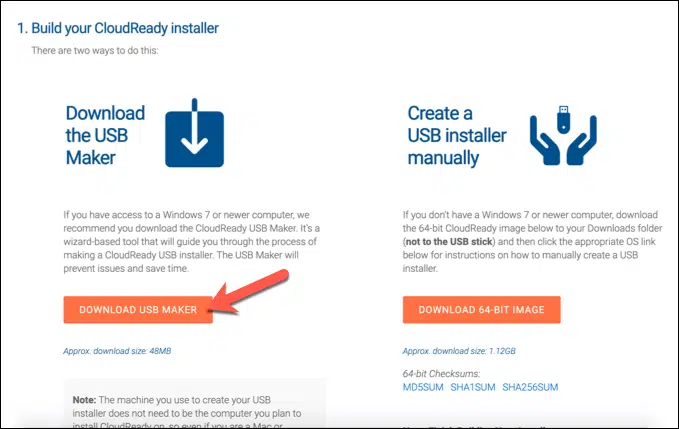 1. Build your CloudReady installer
There are two ways to do this:
Download
the USB
Maker
If you have access to a Windows 7 or newer computer, we
recommend you download the CloudReady USB Maker. It's a
wizard-based tool that will guide you through the process of
making a CloudReady USB installer. The USB Maker will
prevent issues and save time.
DOWNLOAD USB MAKER
Approx. download size: 48MB
Note: The machine you use to create your USB
installer does not need to be the computer you plan to
install CloudReady on, so even if you are a Mac or
Create a
USB installer
manually
If you don't have a Windows 7 or newer computer, download
the 64-bit CloudReady image below to your Downloads folder
(not to the USB stick) and then click the appropriate OS link
below for instructions on how to manually create a USB
installer.
DOWNLOAD 64-BIT IMAGE
Approx. download size: 1.12GB
64-bit Checksums:
MD5SUM SHA1SUM SHA256SUM